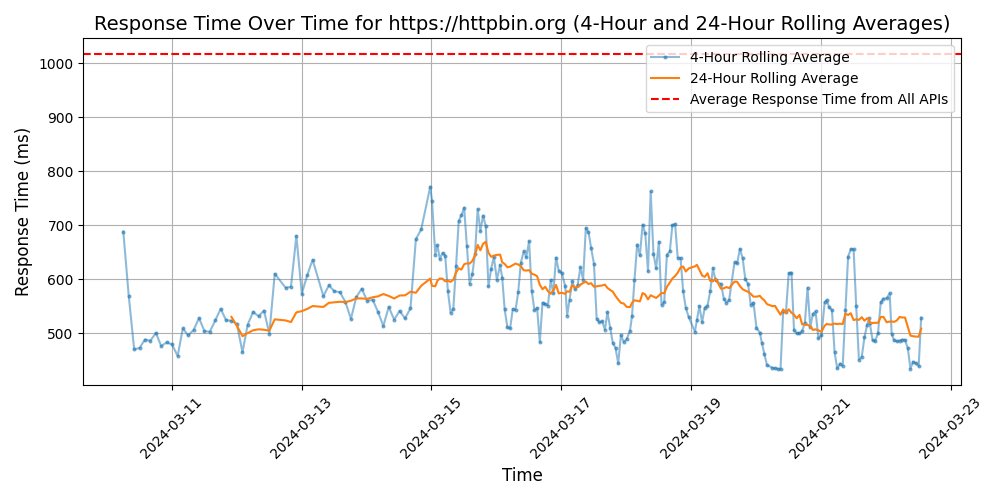 Response Time Over Time for https://httpbin.org (4-Hour and 24-Hour Rolling Averages)
4-Hour Rolling Average
24-Hour Rolling Average
Average Response Time from All APIs
Response Time (ms)
1000
900
800
700
600
500
2024-03-11
2024-03-13
2024-03-15
2024-03-17
2024-03-19
2024-03-21
2024-03-23
Time